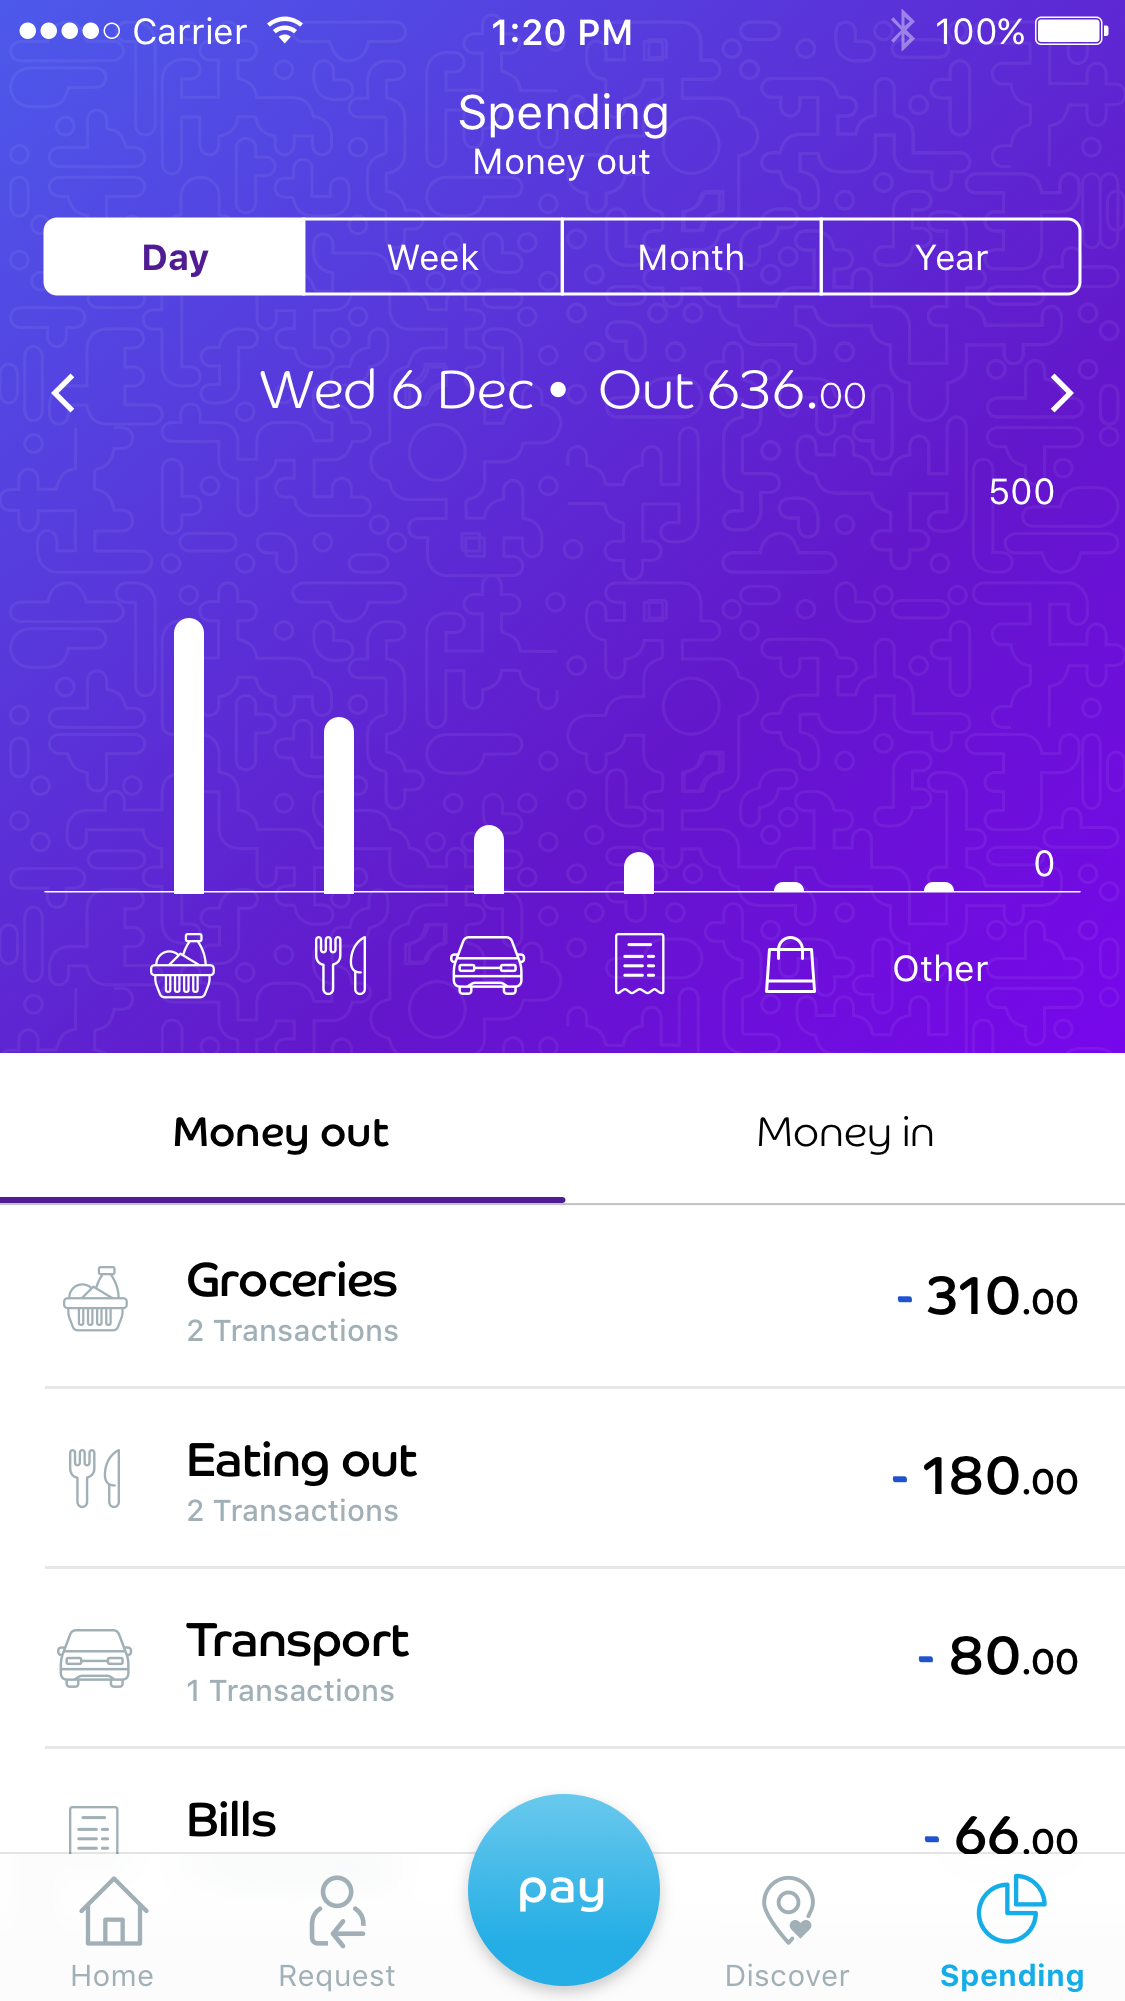 Carrier 1:20 PM 100%
Spending
Money out
Day Week Month Year
Wed 6 Dec • Out 636.00
500
0
Other
Money out Money in
Groceries
2 Transactions
- 310.00
Eating out
2 Transactions
- 180.00
Transport
1 Transactions
- 80.00
Bills
- 66.00
pay
Home Request Discover Spending